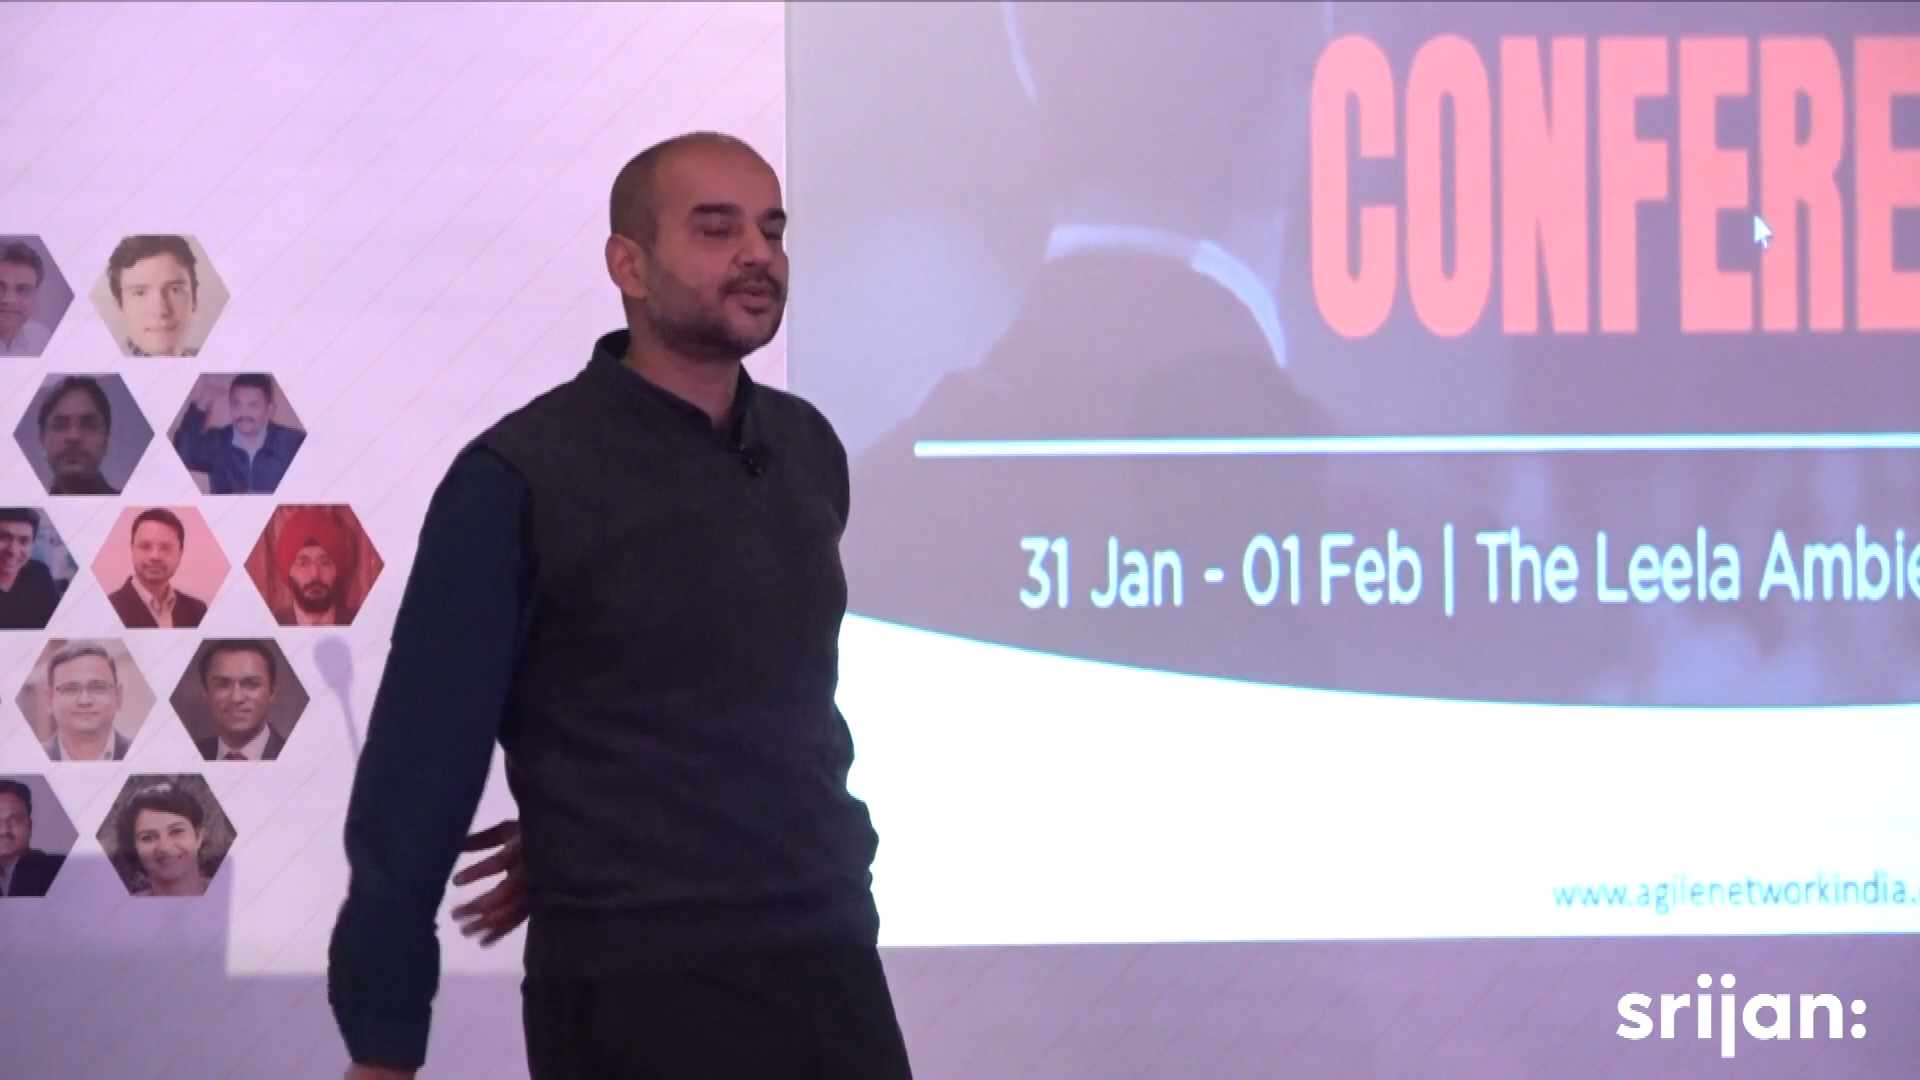 CONFERE
31 Jan - 01 Feb | The Leela Ambie
www.agilenetworkindia.
srijan: